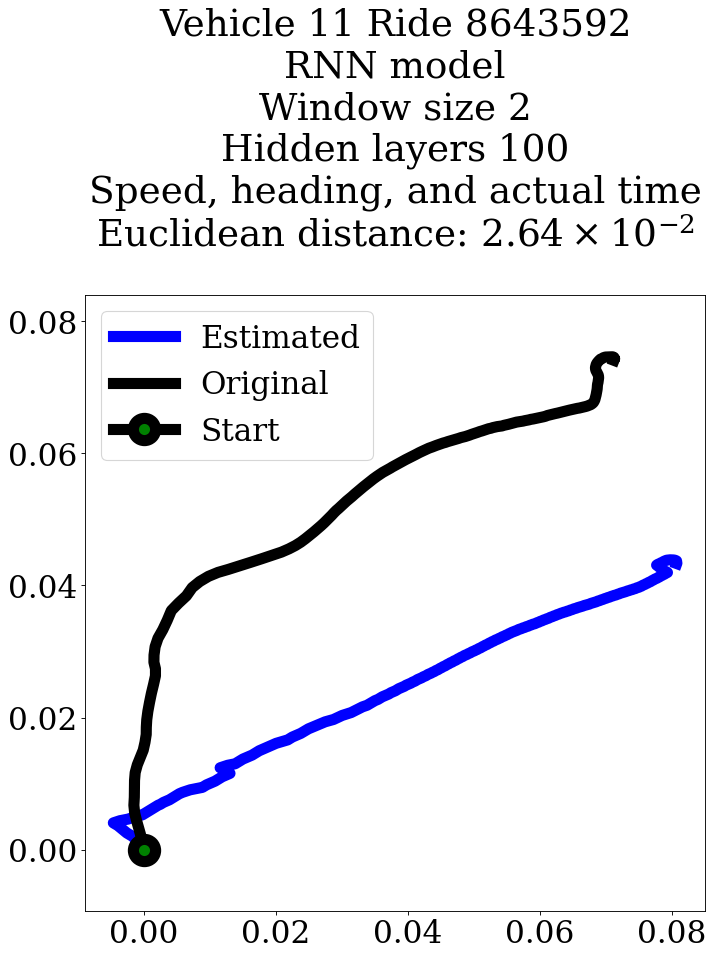 Vehicle 11 Ride 8643592
RNN model
Window size 2
Hidden layers 100
Speed, heading, and actual time
Euclidean distance: 2.64 × 10⁻²
Estimated
Original
Start
0.08
0.06
0.04
0.02
0.00
0.00 0.02 0.04 0.06 0.08